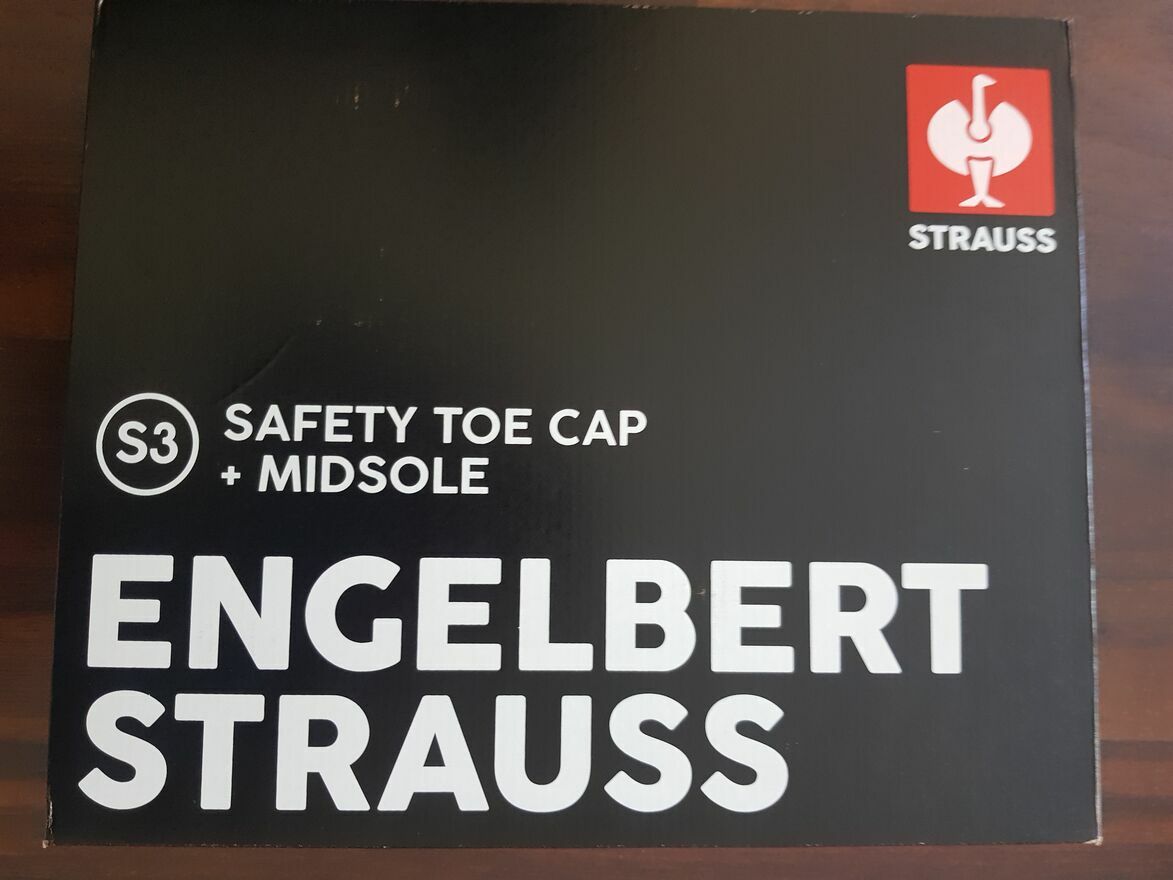 STRAUSS
S3
SAFETY TOE CAP
+ MIDSOLE
ENGELBERT
STRAUSS